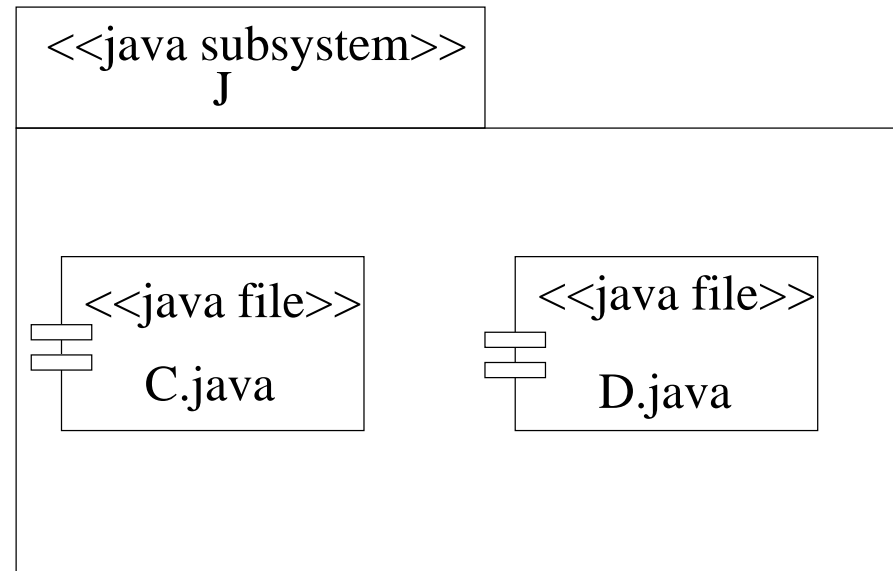 <<java subsystem>>
J
<<java file>>
C.java
<<java file>>
D.java